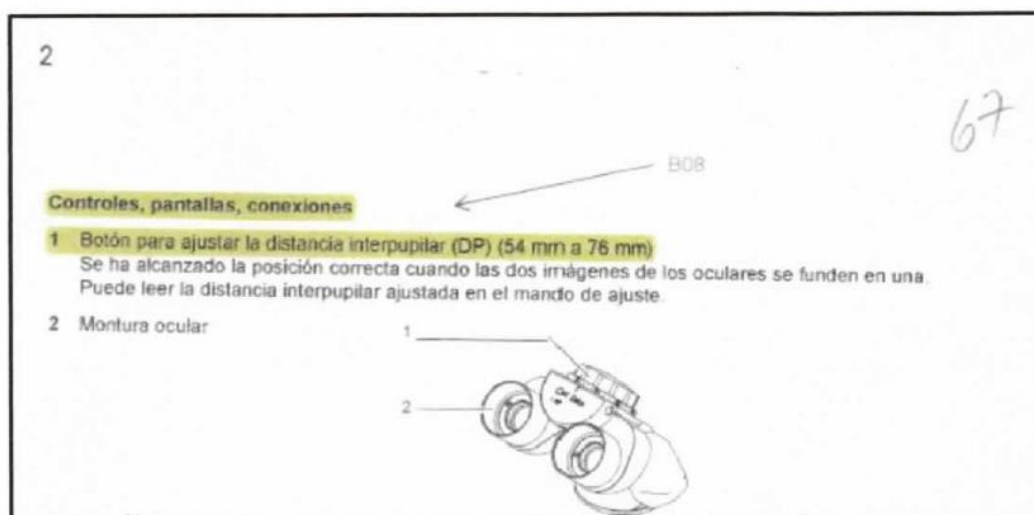 2
67
B08
Controles, pantallas, conexiones
1 Botón para ajustar la distancia interpupilar (DP) (54 mm a 76 mm)
Se ha alcanzado la posición correcta cuando las dos imágenes de los oculares se funden en una.
Puede leer la distancia interpupilar ajustada en el mando de ajuste.
2 Montura ocular
1
2